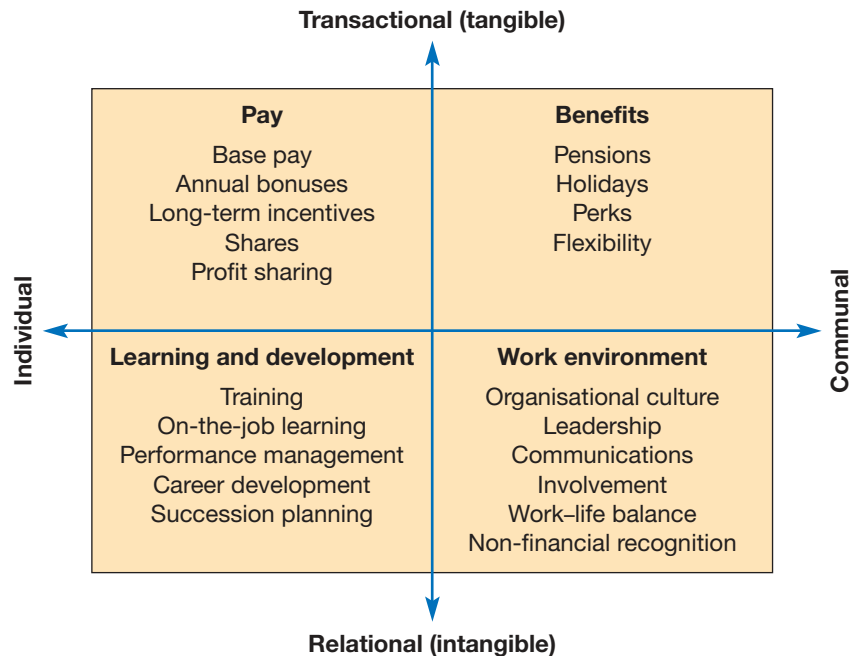 Transactional (tangible)
Pay
Base pay
Annual bonuses
Long-term incentives
Shares
Profit sharing
Benefits
Pensions
Holidays
Perks
Flexibility
Individual
Communal
Learning and development
Training
On-the-job learning
Performance management
Career development
Succession planning
Work environment
Organisational culture
Leadership
Communications
Involvement
Work–life balance
Non-financial recognition
Relational (intangible)